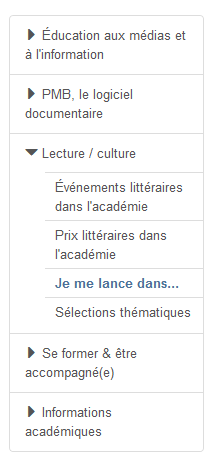 Éducation aux médias et
à l'information
PMB, le logiciel
documentaire
Lecture / culture
Événements littéraires
dans l'académie
Prix littéraires dans
l'académie
Je me lance dans...
Sélections thématiques
Se former & être
accompagné(e)
Informations
académiques